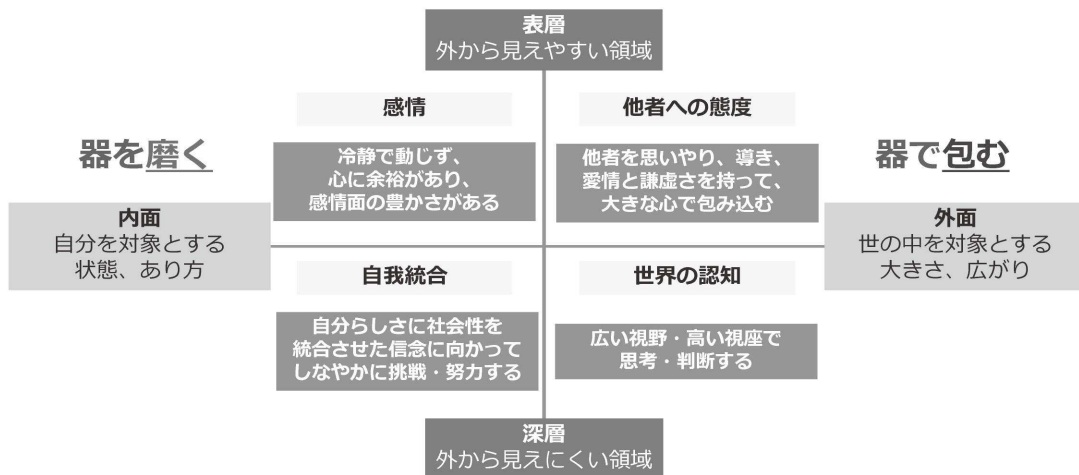 表層
外から見えやすい領域
感情
冷静で動じず、
心に余裕があり、
感情面の豊かさがある
他者への態度
他者を思いやり、導き、
愛情と謙虚さを持って、
大きな心で包み込む
器を磨く
内面
自分を対象とする
状態、あり方
器で包む
外面
世の中を対象とする
大きさ、広がり
自我統合
自分らしさに社会性を
統合させた信念に向かって
しなやかに挑戦・努力する
世界の認知
広い視野・高い視座で
思考・判断する
深層
外から見えにくい領域